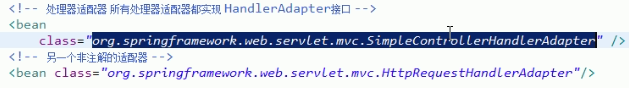 <!-- 处理器适配器 所有处理器适配器都实现 HandlerAdapter接口 -->
<bean
class="org.springframework.web.servlet.mvc.SimpleControllerHandlerAdapter" />
<!-- 另一个非注解的适配器 -->
<bean class="org.springframework.web.servlet.mvc.HttpRequestHandlerAdapter"/>